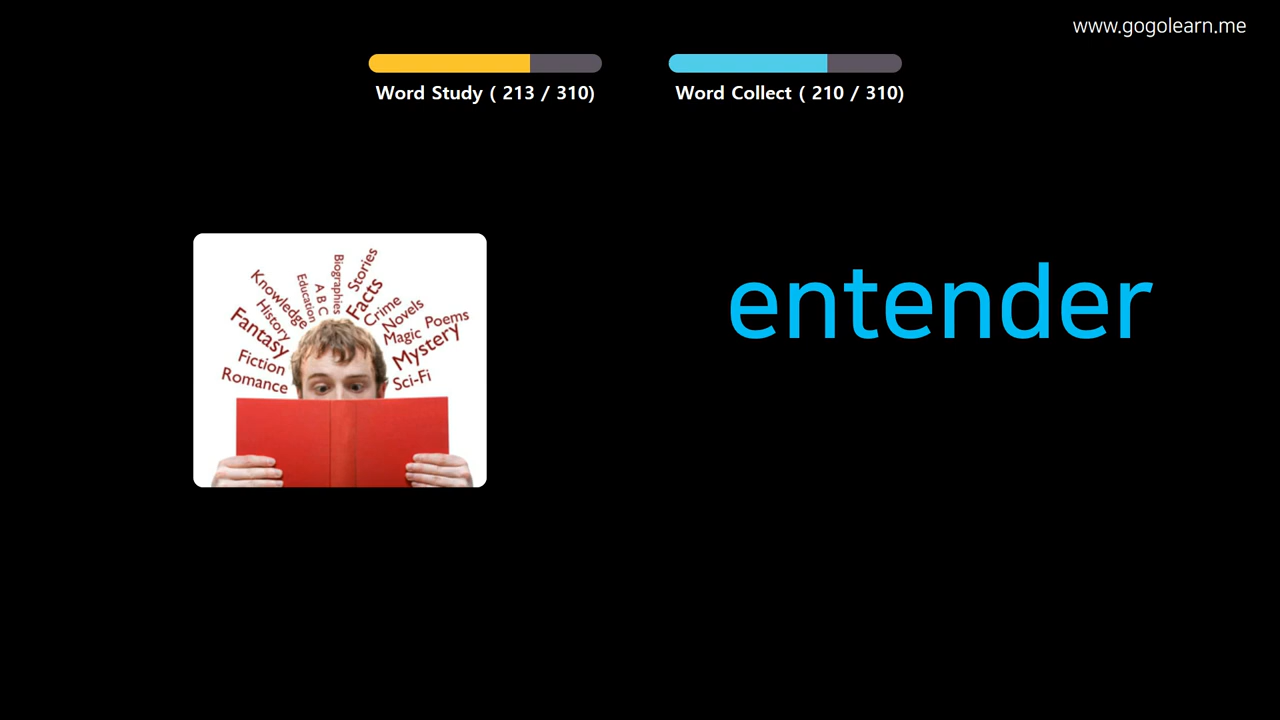 www.gogolearn.me
Word Study ( 213 / 310)
Word Collect ( 210 / 310)
entender
Biographies
Stories
Knowledge
Education
A B C
Facts
History
Crime
Novels
Fantasy
Magic
Poems
Mystery
Fiction
Romance
Sci-Fi